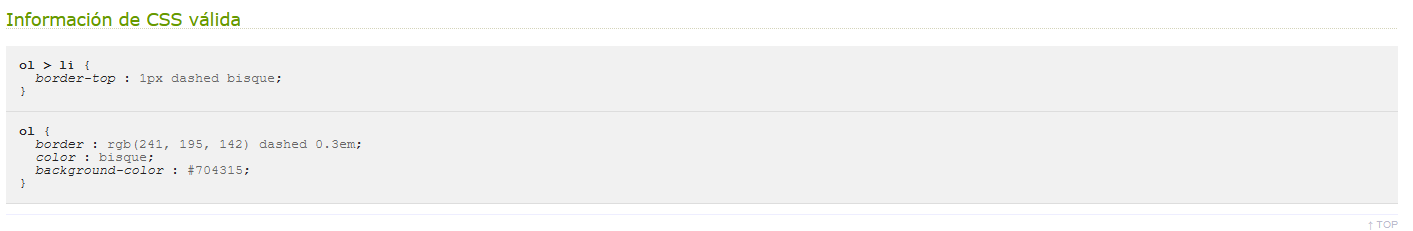 Información de CSS válida
ol > li {
border-top : 1px dashed bisque;
}
ol {
border : rgb(241, 195, 142) dashed 0.3em;
color : bisque;
background-color : #704315;
}
↑ TOP